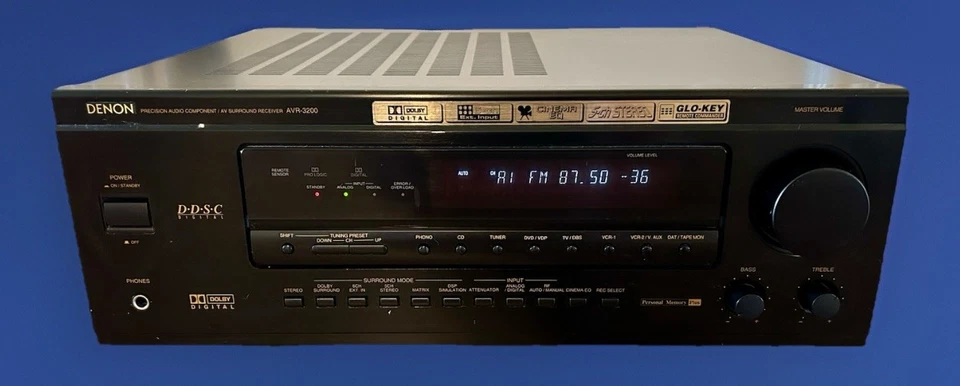 DENON PRECISION AUDIO COMPONENT / AV SURROUND RECEIVER AVR-3200
DOLBY DIGITAL
Ext. Input
CINEMA EQ
5ch STEREO
GLO-KEY REMOTE COMMANDER
MASTER VOLUME
VOLUME LEVEL
REMOTE SENSOR
PRO LOGIC
DIGITAL
AUTO
CH
A1 FM 87.50 -36
STANDBY
INPUT
ANALOG
DIGITAL
ERROR / OVER LOAD
POWER
ON / STANDBY
OFF
D·D·S·C
DIGITAL
SHIFT
TUNING PRESET
DOWN CH UP
PHONO
CD
TUNER
DVD / VDP
TV / DBS
VCR-1
VCR-2 / V. AUX
DAT / TAPE MON
BASS
TREBLE
PHONES
DOLBY
DIGITAL
SURROUND MODE
INPUT
STEREO
DOLBY SURROUND
5CH EXT. IN
5CH STEREO
MATRIX
DSP SIMULATION
ATTENUATOR
ANALOG / DIGITAL
RF AUTO / MANUAL
CINEMA EQ
REC SELECT
Personal Memory Plus